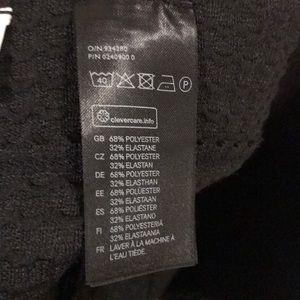 O/N 934280
P/N 0240900 0
40
P
clevercare.info
GB 68% POLYESTER
32% ELASTANE
CZ 68% POLYESTER
32% ELASTAN
DE 68% POLYESTER
32% ELASTHAN
EE 68% POLÜESTER
32% ELASTAAN
ES 68% POLIÉSTER
32% ELASTANO
FI 68% POLYESTERIÄ
32% ELASTAANIA
FR LAVER À LA MACHINE À
L'EAU TIÈDE.